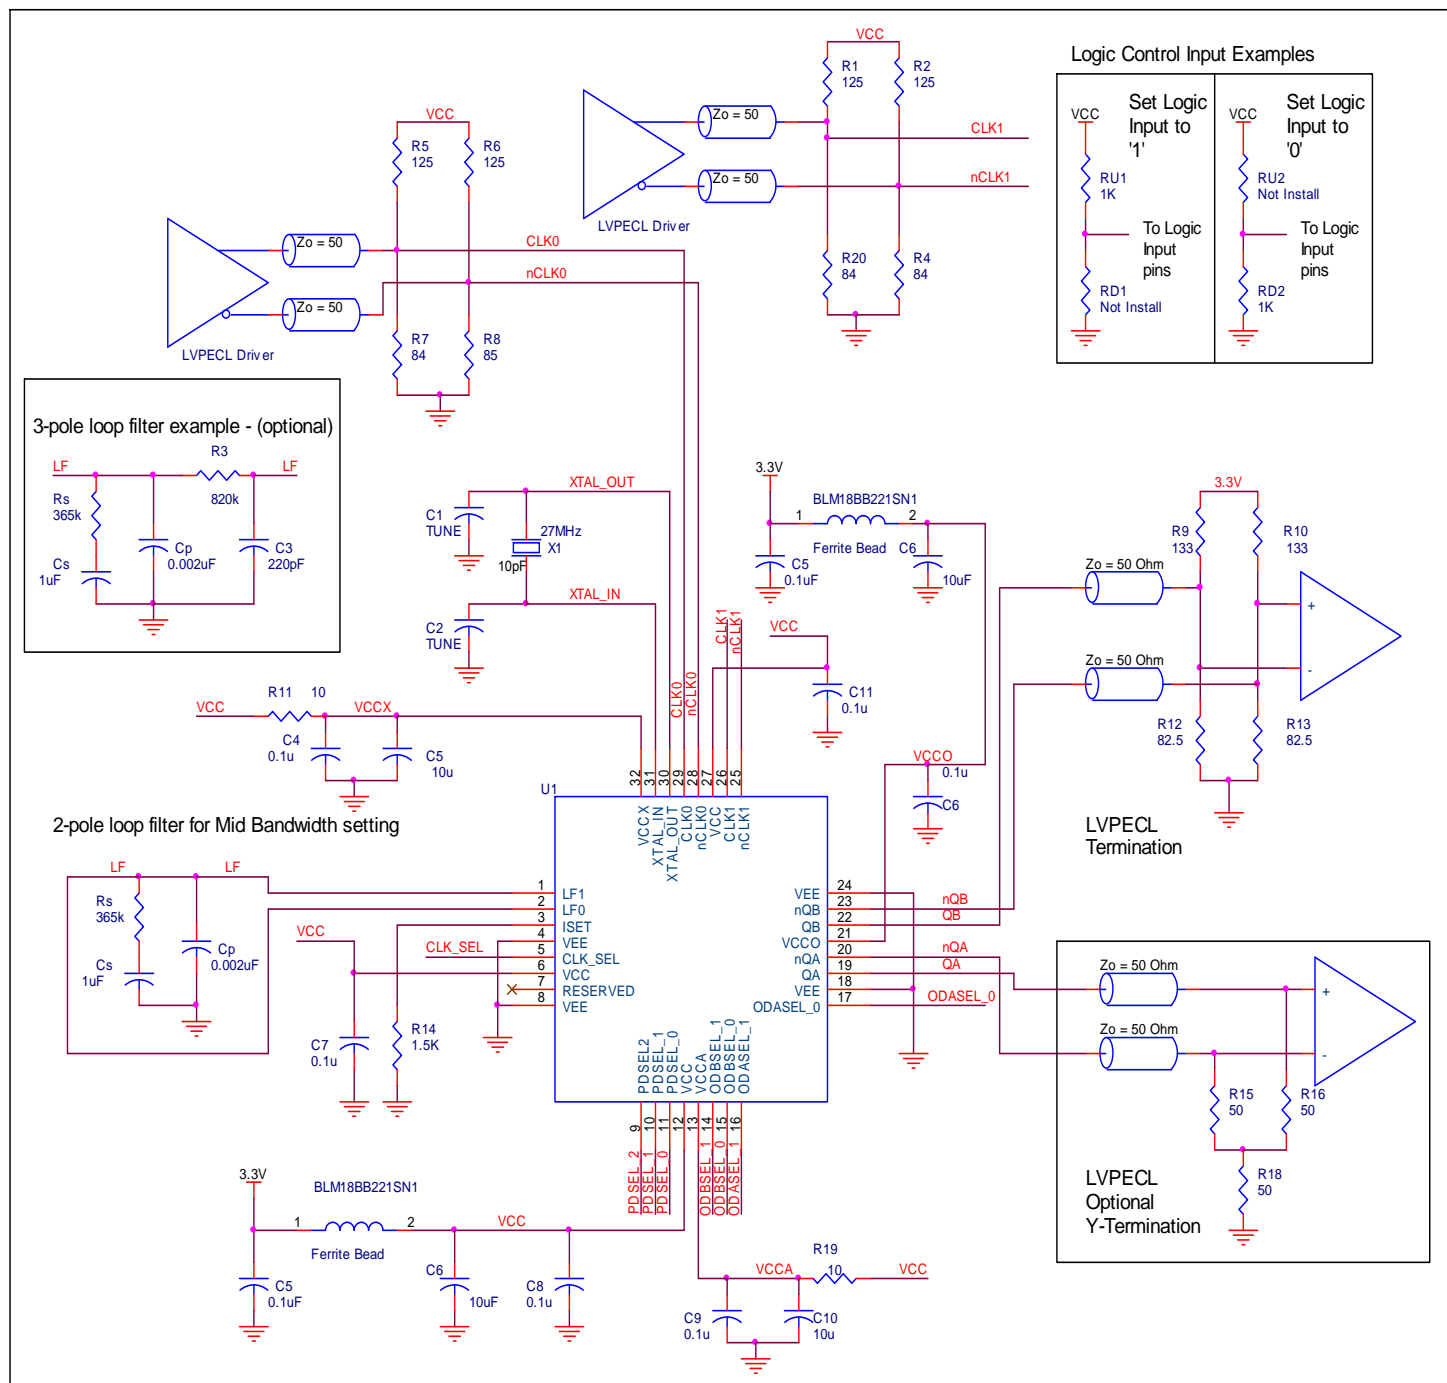 VCC
R1
125
R2
125
Zo = 50
CLK1
Zo = 50
nCLK1
LVPECL Driver
R20
84
R4
84
Logic Control Input Examples
VCC
Set Logic
Input to
'1'
RU1
1K
To Logic
Input
pins
RD1
Not Install
VCC
Set Logic
Input to
'0'
RU2
Not Install
To Logic
Input
pins
RD2
1K
VCC
R5
125
R6
125
Zo = 50
CLK0
Zo = 50
nCLK0
LVPECL Driver
R7
84
R8
85
3-pole loop filter example - (optional)
LF
R3
820k
LF
Rs
365k
Cs
1uF
Cp
0.002uF
C3
220pF
XTAL_OUT
C1
TUNE
27MHz
X1
10pF
XTAL_IN
C2
TUNE
3.3V
BLM18BB221SN1
1
2
Ferrite Bead
C5
0.1uF
C6
10uF
CLK1
nCLK1
VCC
C11
0.1u
CLK0
nCLK0
VCCO
0.1u
C6
3.3V
R9
133
R10
133
Zo = 50 Ohm
+
Zo = 50 Ohm
-
R12
82.5
R13
82.5
LVPECL
Termination
VCC
R11
10
VCCX
C4
0.1u
C5
10u
2-pole loop filter for Mid Bandwidth setting
LF
LF
Rs
365k
Cs
1uF
Cp
0.002uF
VCC
CLK_SEL
C7
0.1u
R14
1.5K
U1
32
31
30
29
28
27
26
25
VCCX
XTAL_IN
XTAL_OUT
CLK0
nCLK0
VCC
CLK1
nCLK1
1
LF1
2
LF0
3
ISET
4
VEE
5
CLK_SEL
6
VCC
7
RESERVED
8
VEE
VEE
24
nQB
23
nQB
QB
22
QB
VCCO
21
nQA
20
nQA
QA
19
QA
VEE
18
ODASEL_0
17
ODASEL_0
PDSEL2
PDSEL_1
PDSEL_0
VCC
VCCA
ODBSEL_1
ODBSEL_0
ODASEL_1
9
10
11
12
13
14
15
16
PDSEL_2
PDSEL_1
PDSEL_0
ODBSEL_1
ODBSEL_0
ODASEL_1
Zo = 50 Ohm
+
Zo = 50 Ohm
-
R15
50
R16
50
R18
50
LVPECL
Optional
Y-Termination
3.3V
BLM18BB221SN1
1
2
VCC
Ferrite Bead
C5
0.1uF
C6
10uF
C8
0.1u
VCCA
R19
10
VCC
C9
0.1u
C10
10u